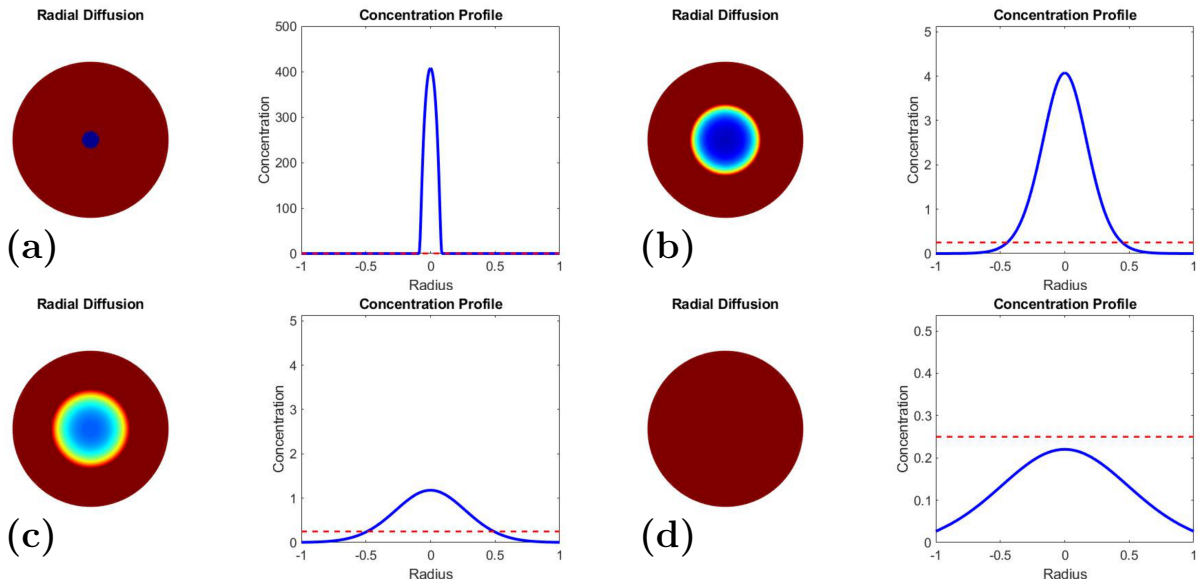 Radial Diffusion
Concentration Profile
500
400
300
200
100
0
Concentration
-1 -0.5 0 0.5 1
Radius
(a)
Radial Diffusion
Concentration Profile
5
4
3
2
1
0
Concentration
-1 -0.5 0 0.5 1
Radius
(b)
Radial Diffusion
Concentration Profile
5
4
3
2
1
0
Concentration
-1 -0.5 0 0.5 1
Radius
(c)
Radial Diffusion
Concentration Profile
0.5
0.4
0.3
0.2
0.1
0
Concentration
-1 -0.5 0 0.5 1
Radius
(d)